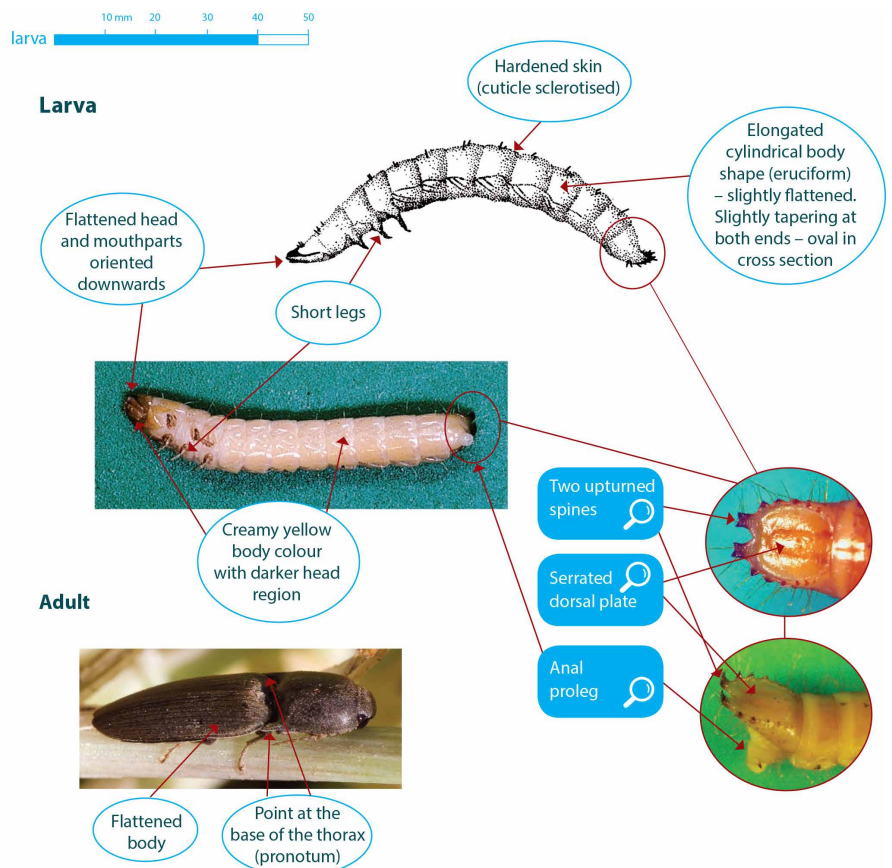 10 mm 20 30 40 50
larva
Larva
Hardened skin
(cuticle sclerotised)
Elongated
cylindrical body
shape (eruciform)
– slightly flattened.
Slightly tapering at
both ends – oval in
cross section
Flattened head
and mouthparts
oriented
downwards
Short legs
Creamy yellow
body colour
with darker head
region
Two upturned
spines
Serrated
dorsal plate
Anal
proleg
Adult
Flattened
body
Point at the
base of the thorax
(pronotum)